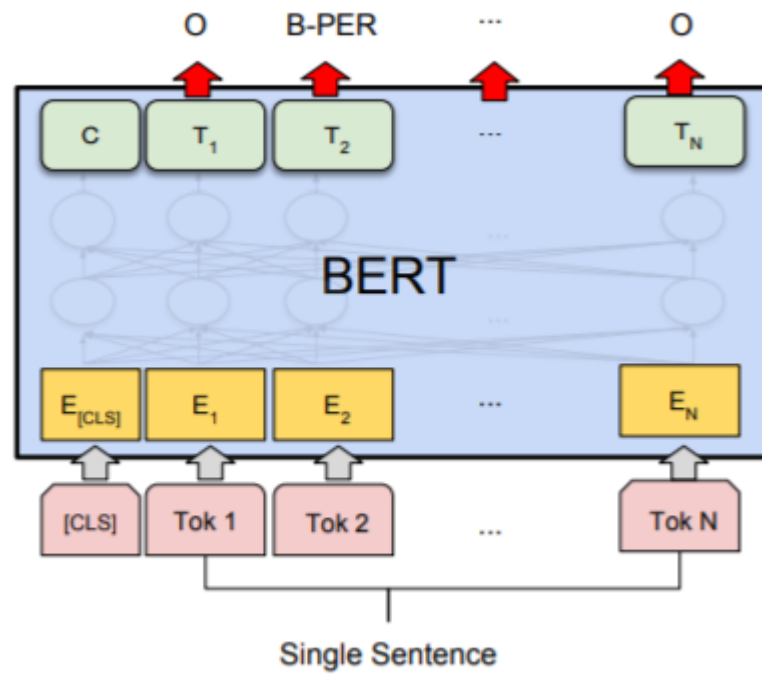 O B-PER ... O
C T1 T2 ... TN
...
BERT
...
E[CLS] E1 E2 ... EN
[CLS] Tok 1 Tok 2 ... Tok N
Single Sentence